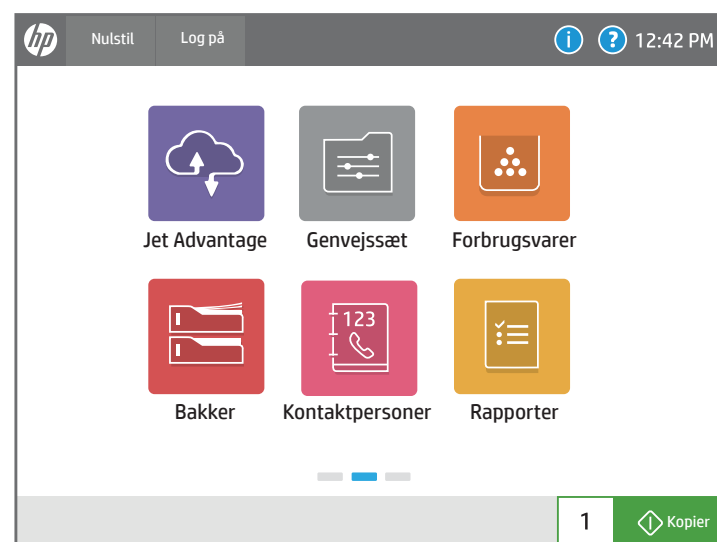 hp Nulstil Log på i ? 12:42 PM
Jet Advantage Genvejssæt Forbrugsvarer
123
Bakker Kontaktpersoner Rapporter
1 Kopier